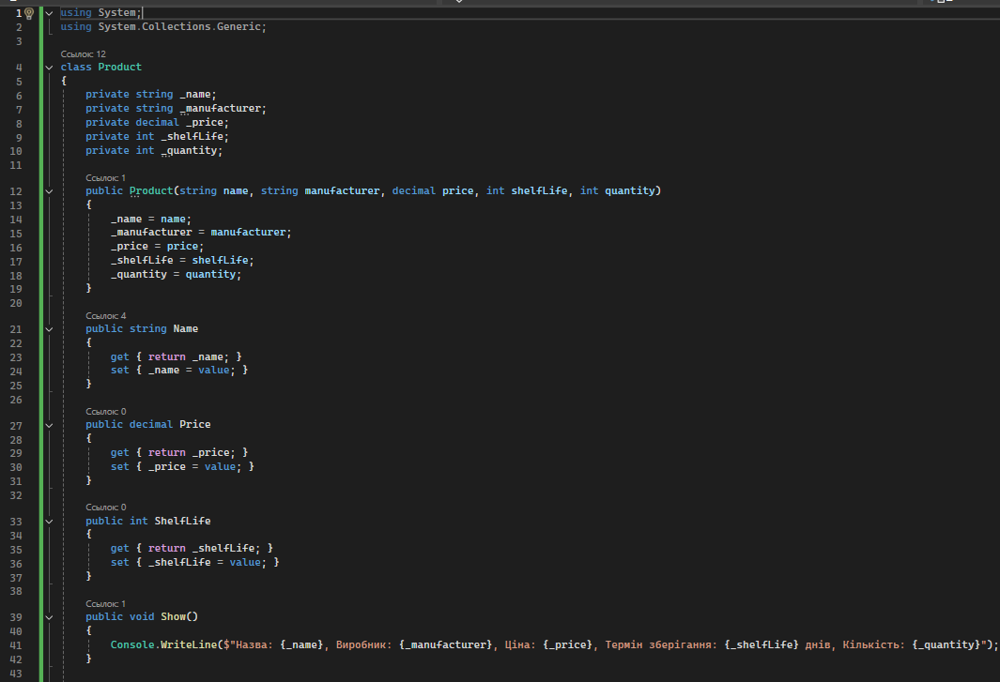 1 using System;
2 using System.Collections.Generic;
3
Ссылок: 12
4 class Product
5 {
6 private string _name;
7 private string _manufacturer;
8 private decimal _price;
9 private int _shelfLife;
10 private int _quantity;
11
Ссылок: 1
12 public Product(string name, string manufacturer, decimal price, int shelfLife, int quantity)
13 {
14 _name = name;
15 _manufacturer = manufacturer;
16 _price = price;
17 _shelfLife = shelfLife;
18 _quantity = quantity;
19 }
20
Ссылок: 4
21 public string Name
22 {
23 get { return _name; }
24 set { _name = value; }
25 }
26
Ссылок: 0
27 public decimal Price
28 {
29 get { return _price; }
30 set { _price = value; }
31 }
32
Ссылок: 0
33 public int ShelfLife
34 {
35 get { return _shelfLife; }
36 set { _shelfLife = value; }
37 }
38
Ссылок: 1
39 public void Show()
40 {
41 Console.WriteLine($"Назва: {_name}, Виробник: {_manufacturer}, Ціна: {_price}, Термін зберігання: {_shelfLife} днів, Кількість: {_quantity}");
42 }
43